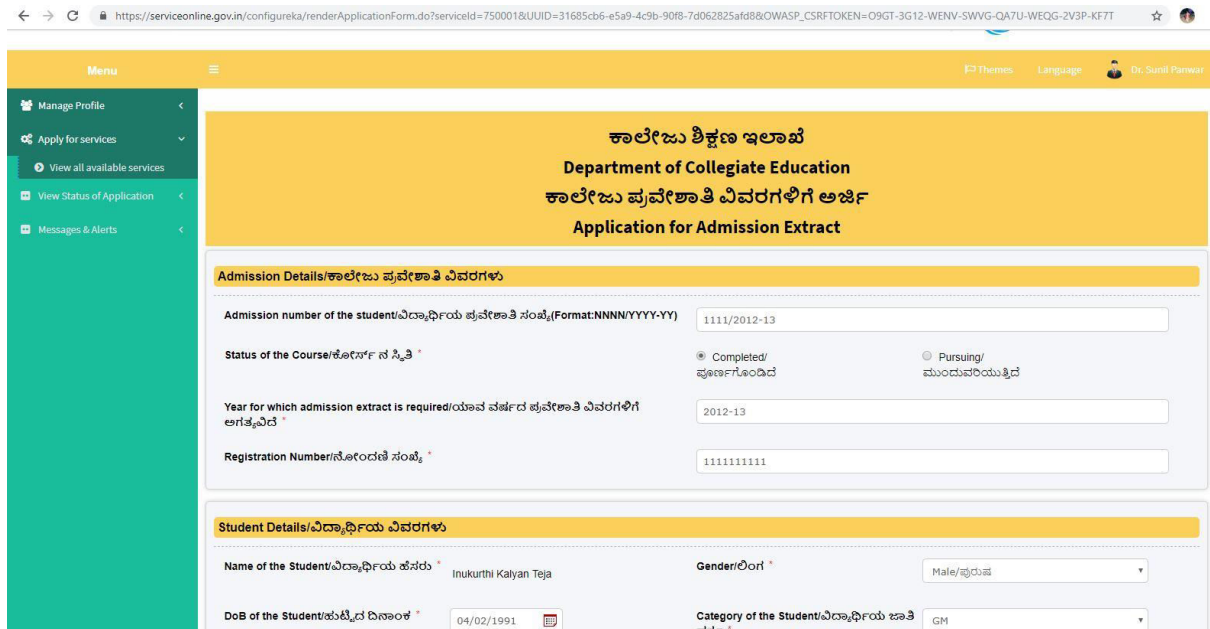 https://serviceonline.gov.in/configureka/renderApplicationForm.do?serviceId=750001&UUID=31685cb6-e5a9-4c9b-90f8-7d062825afd8&OWASP_CSRFTOKEN=O9GT-3G12-WENV-SWVG-QA7U-WEQG-2V3P-KF7T
Menu
Themes Language Dr. Sunil Panwar
Manage Profile
Apply for services
View all available services
View Status of Application
Messages & Alerts
ಕಾಲೇಜು ಶಿಕ್ಷಣ ಇಲಾಖೆ
Department of Collegiate Education
ಕಾಲೇಜು ಪ್ರವೇಶಾತಿ ವಿವರಗಳಿಗೆ ಅರ್ಜಿ
Application for Admission Extract
Admission Details/ಕಾಲೇಜು ಪ್ರವೇಶಾತಿ ವಿವರಗಳು
Admission number of the student/ವಿದ್ಯಾರ್ಥಿಯ ಪ್ರವೇಶಾತಿ ಸಂಖ್ಯೆ(Format:NNNN/YYYY-YY) 1111/2012-13
Status of the Course/ಕೋರ್ಸ್ ನ ಸ್ಥಿತಿ * Completed/ Pursuing/
ಪೂರ್ಣಗೊಂಡಿದೆ ಮುಂದುವರಿಯುತ್ತಿದೆ
Year for which admission extract is required/ಯಾವ ವರ್ಷದ ಪ್ರವೇಶಾತಿ ವಿವರಗಳಿಗೆ 2012-13
ಅಗತ್ಯವಿದೆ *
Registration Number/ನೋಂದಣಿ ಸಂಖ್ಯೆ * 1111111111
Student Details/ವಿದ್ಯಾರ್ಥಿಯ ವಿವರಗಳು
Name of the Student/ವಿದ್ಯಾರ್ಥಿಯ ಹೆಸರು * Inukurthi Kalyan Teja Gender/ಲಿಂಗ * Male/ಪುರುಷ
DoB of the Student/ಹುಟ್ಟಿದ ದಿನಾಂಕ * 04/02/1991 Category of the Student/ವಿದ್ಯಾರ್ಥಿಯ ಜಾತಿ GM